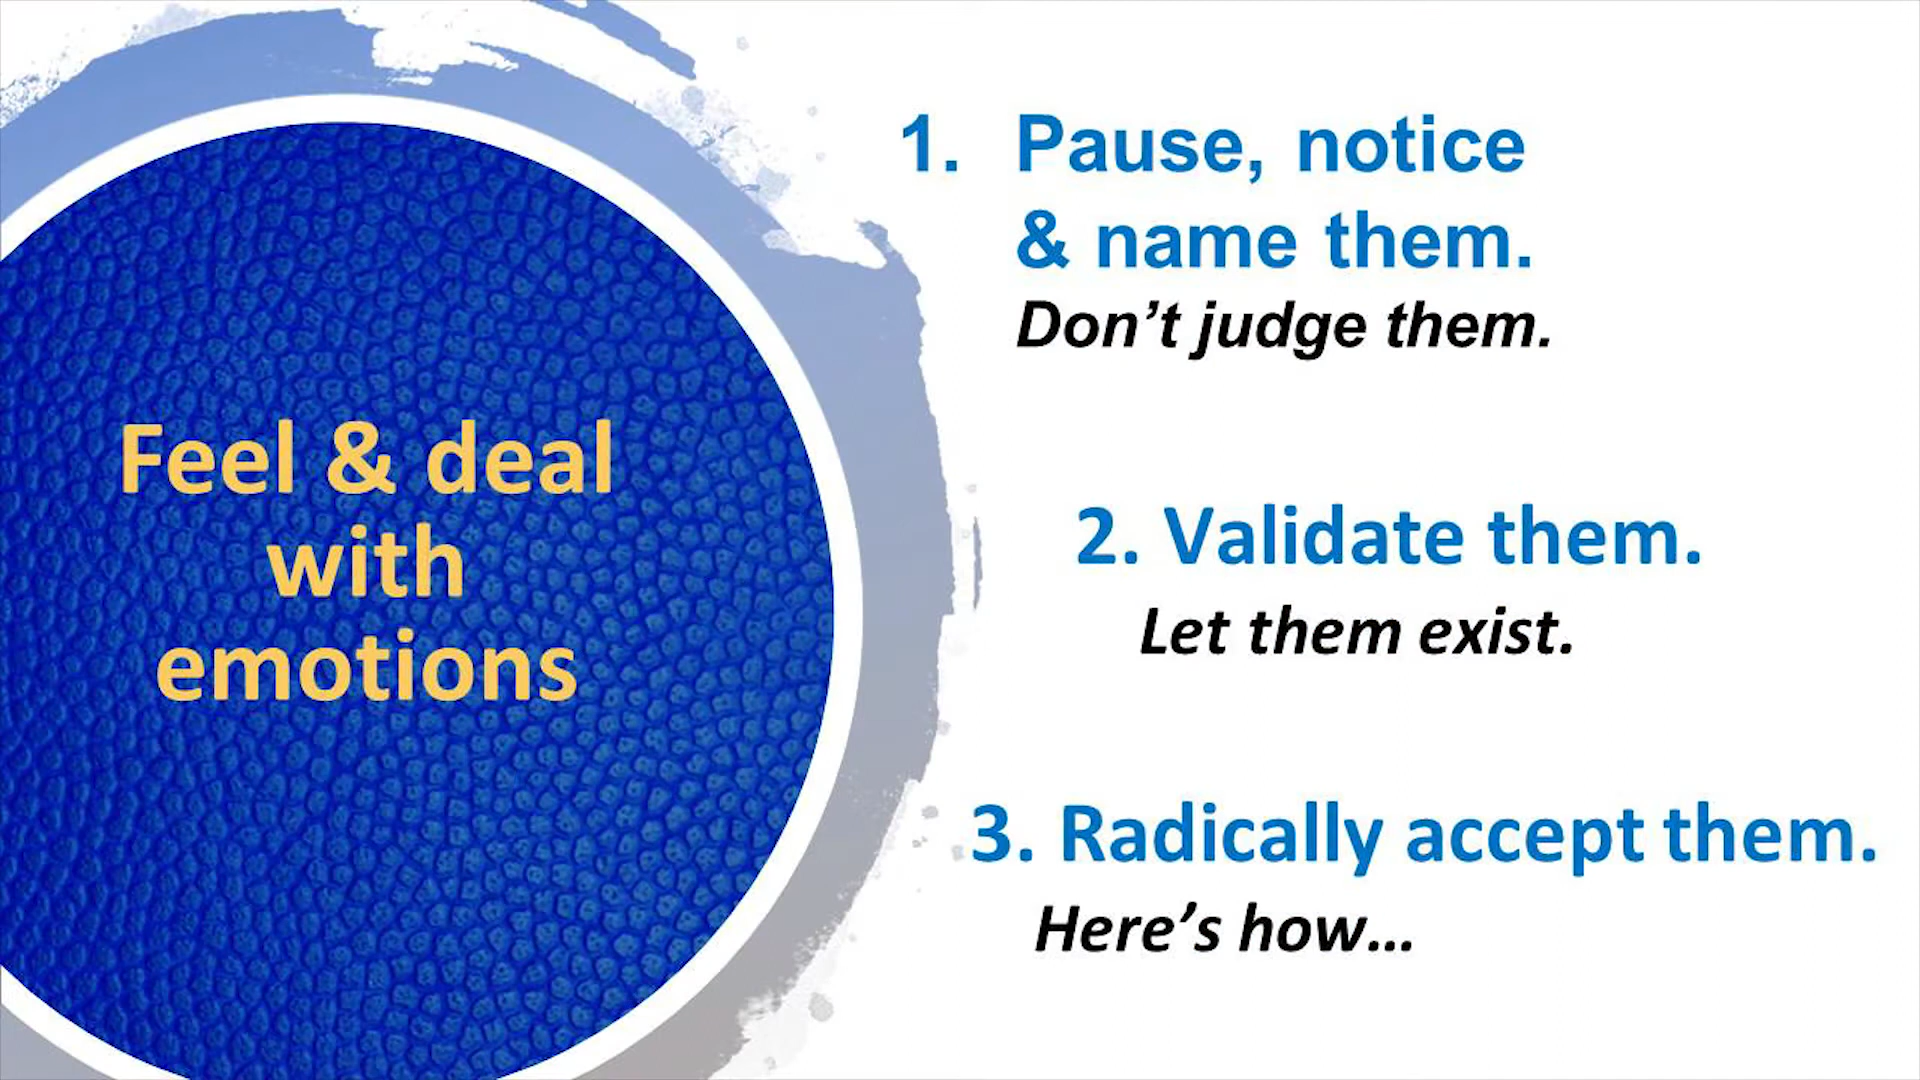 Feel & deal
with
emotions
1. Pause, notice
& name them.
Don’t judge them.
2. Validate them.
Let them exist.
3. Radically accept them.
Here’s how…